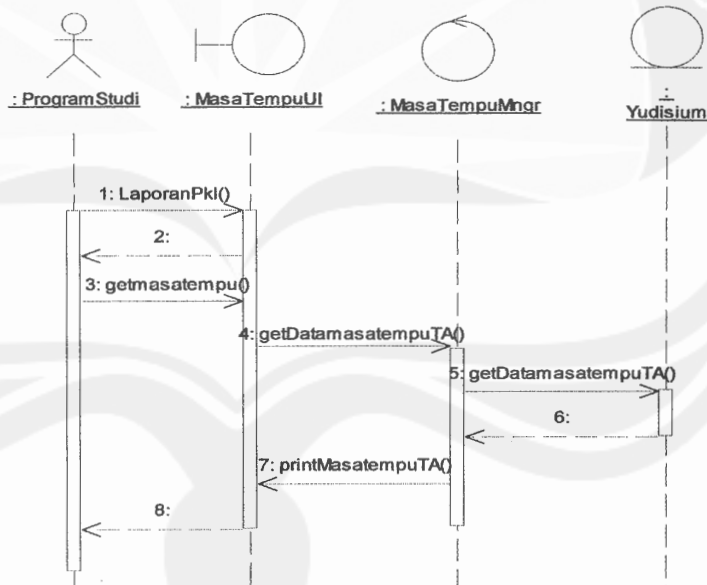 : ProgramStudi
: MasaTempuUI
: MasaTempuMngr
:
Yudisium
1: LaporanPkl()
2:
3: getmasatempu()
4: getDatamasatempuTA()
5: getDatamasatempuTA()
6:
7: printMasatempuTA()
8: